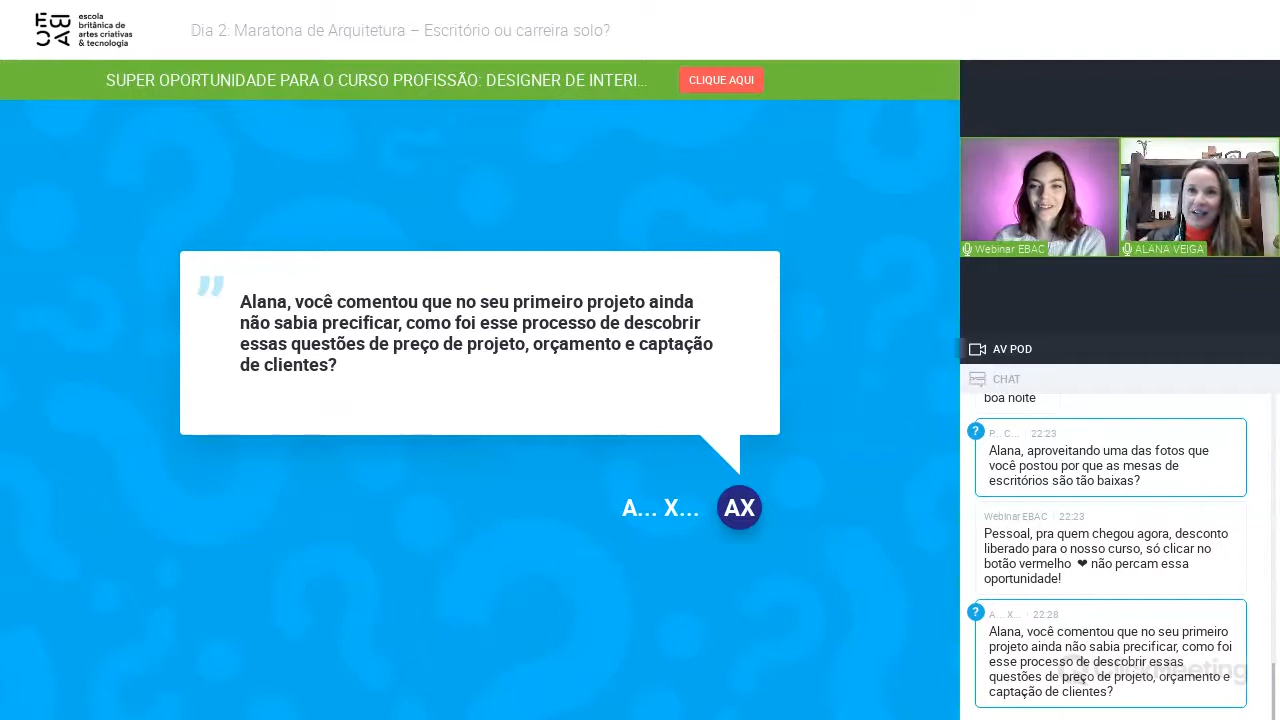 EBAC
escola
britânica de
artes criativas
& tecnologia
Dia 2: Maratona de Arquitetura – Escritório ou carreira solo?
SUPER OPORTUNIDADE PARA O CURSO PROFISSÃO: DESIGNER DE INTERI...
CLIQUE AQUI
Alana, você comentou que no seu primeiro projeto ainda
não sabia precificar, como foi esse processo de descobrir
essas questões de preço de projeto, orçamento e captação
de clientes?
A... X...
AX
Webinar EBAC
ALANA VEIGA
AV POD
CHAT
boa noite
?
P... C... 22:23
Alana, aproveitando uma das fotos que
você postou por que as mesas de
escritórios são tão baixas?
Webinar EBAC 22:23
Pessoal, pra quem chegou agora, desconto
liberado para o nosso curso, só clicar no
botão vermelho ❤ não percam essa
oportunidade!
?
A... X... 22:28
Alana, você comentou que no seu primeiro
projeto ainda não sabia precificar, como foi
esse processo de descobrir essas
questões de preço de projeto, orçamento e
captação de clientes?